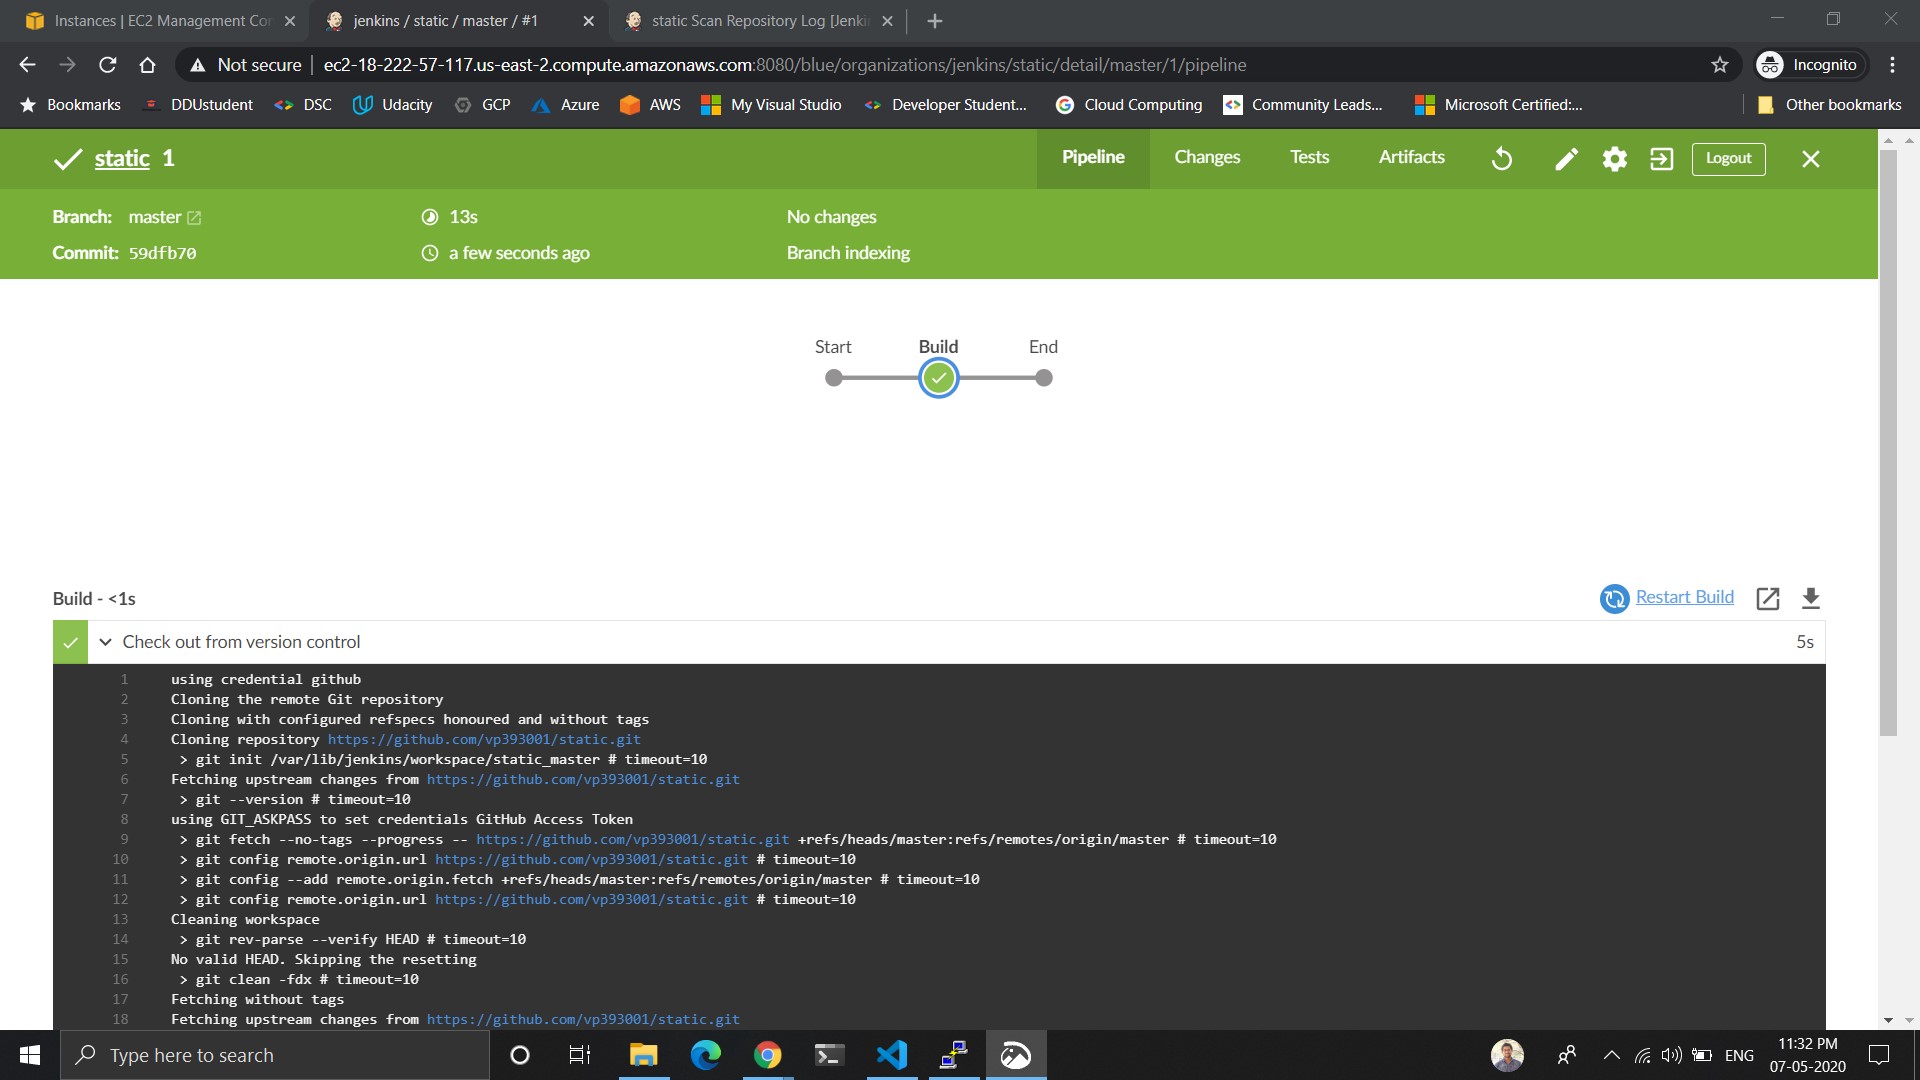 Instances | EC2 Management Con
jenkins / static / master / #1
static Scan Repository Log [Jenki
Not secure
ec2-18-222-57-117.us-east-2.compute.amazonaws.com:8080/blue/organizations/jenkins/static/detail/master/1/pipeline
Incognito
Bookmarks
DDUstudent
DSC
Udacity
GCP
Azure
AWS
My Visual Studio
Developer Student...
Cloud Computing
Community Leads...
Microsoft Certified:...
Other bookmarks
static 1
Pipeline
Changes
Tests
Artifacts
Logout
Branch: master
13s
No changes
Commit: 59dfb70
a few seconds ago
Branch indexing
Start
Build
End
Build - <1s
Restart Build
Check out from version control
5s
1 using credential github
2 Cloning the remote Git repository
3 Cloning with configured refspecs honoured and without tags
4 Cloning repository https://github.com/vp393001/static.git
5 > git init /var/lib/jenkins/workspace/static_master # timeout=10
6 Fetching upstream changes from https://github.com/vp393001/static.git
7 > git --version # timeout=10
8 using GIT_ASKPASS to set credentials GitHub Access Token
9 > git fetch --no-tags --progress -- https://github.com/vp393001/static.git +refs/heads/master:refs/remotes/origin/master # timeout=10
10 > git config remote.origin.url https://github.com/vp393001/static.git # timeout=10
11 > git config --add remote.origin.fetch +refs/heads/master:refs/remotes/origin/master # timeout=10
12 > git config remote.origin.url https://github.com/vp393001/static.git # timeout=10
13 Cleaning workspace
14 > git rev-parse --verify HEAD # timeout=10
15 No valid HEAD. Skipping the resetting
16 > git clean -fdx # timeout=10
17 Fetching without tags
18 Fetching upstream changes from https://github.com/vp393001/static.git
Type here to search
ENG
11:32 PM
07-05-2020